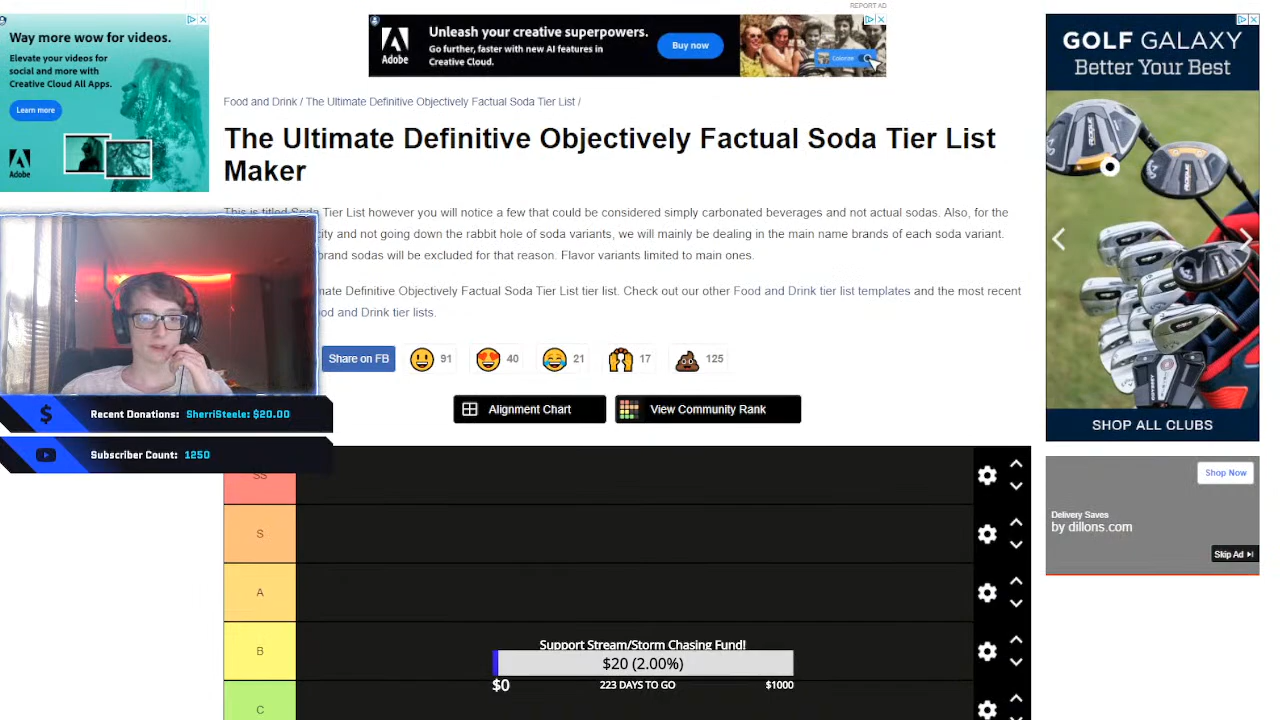 REPORT AD
Way more wow for videos.
Elevate your videos for
social and more with
Creative Cloud All Apps.
Learn more
Adobe
Adobe
Unleash your creative superpowers.
Go further, faster with new AI features in
Creative Cloud.
Buy now
Colorize
GOLF GALAXY
Better Your Best
SHOP ALL CLUBS
Food and Drink / The Ultimate Definitive Objectively Factual Soda Tier List /
The Ultimate Definitive Objectively Factual Soda Tier List
Maker
This is titled Soda Tier List however you will notice a few that could be considered simply carbonated beverages and not actual sodas. Also, for the
city and not going down the rabbit hole of soda variants, we will mainly be dealing in the main name brands of each soda variant.
brand sodas will be excluded for that reason. Flavor variants limited to main ones.
mate Definitive Objectively Factual Soda Tier List tier list. Check out our other Food and Drink tier list templates and the most recent
ood and Drink tier lists.
Share on FB
91
40
21
17
125
Alignment Chart
View Community Rank
Recent Donations: SherriSteele: $20.00
Subscriber Count: 1250
SS
S
A
B
C
Support Stream/Storm Chasing Fund!
$20 (2.00%)
$0
223 DAYS TO GO
$1000
Shop Now
Delivery Saves
by dillons.com
Skip Ad